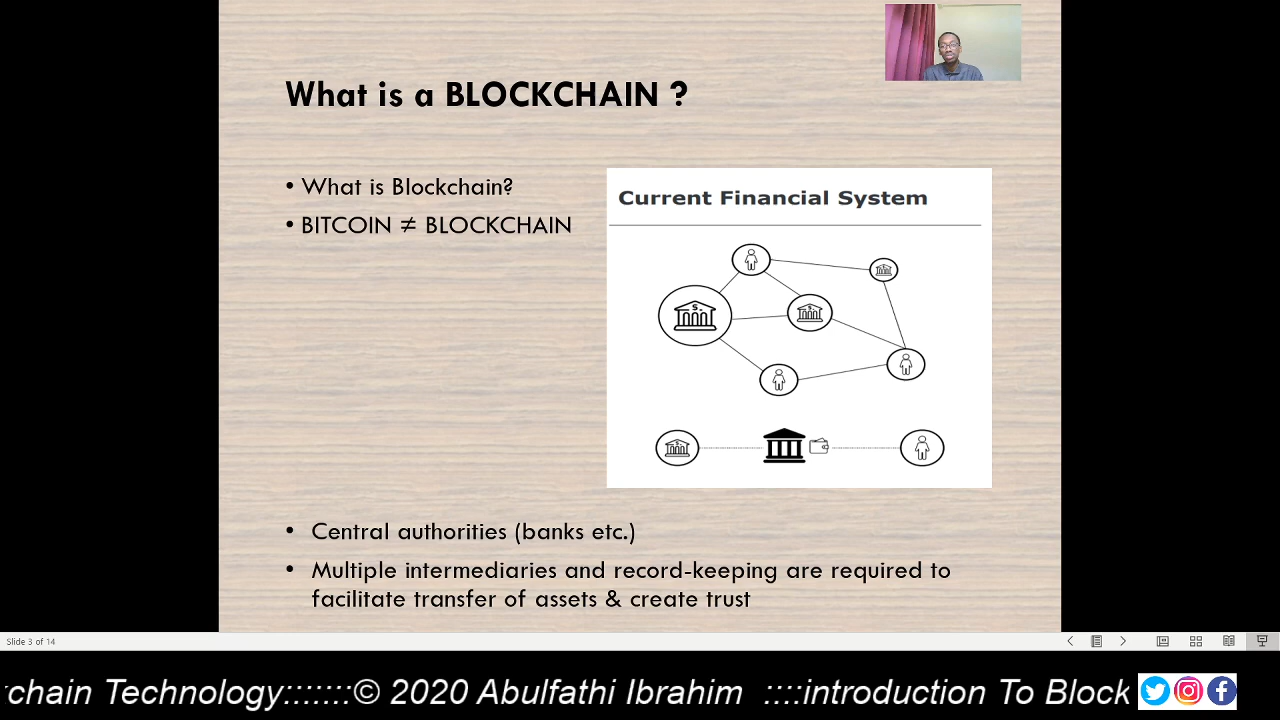 What is a BLOCKCHAIN ?
• What is Blockchain?
• BITCOIN ≠ BLOCKCHAIN
Current Financial System
• Central authorities (banks etc.)
• Multiple intermediaries and record-keeping are required to
facilitate transfer of assets & create trust
Slide 3 of 14
chain Technology:::::::© 2020 Abulfathi Ibrahim ::::introduction To Block